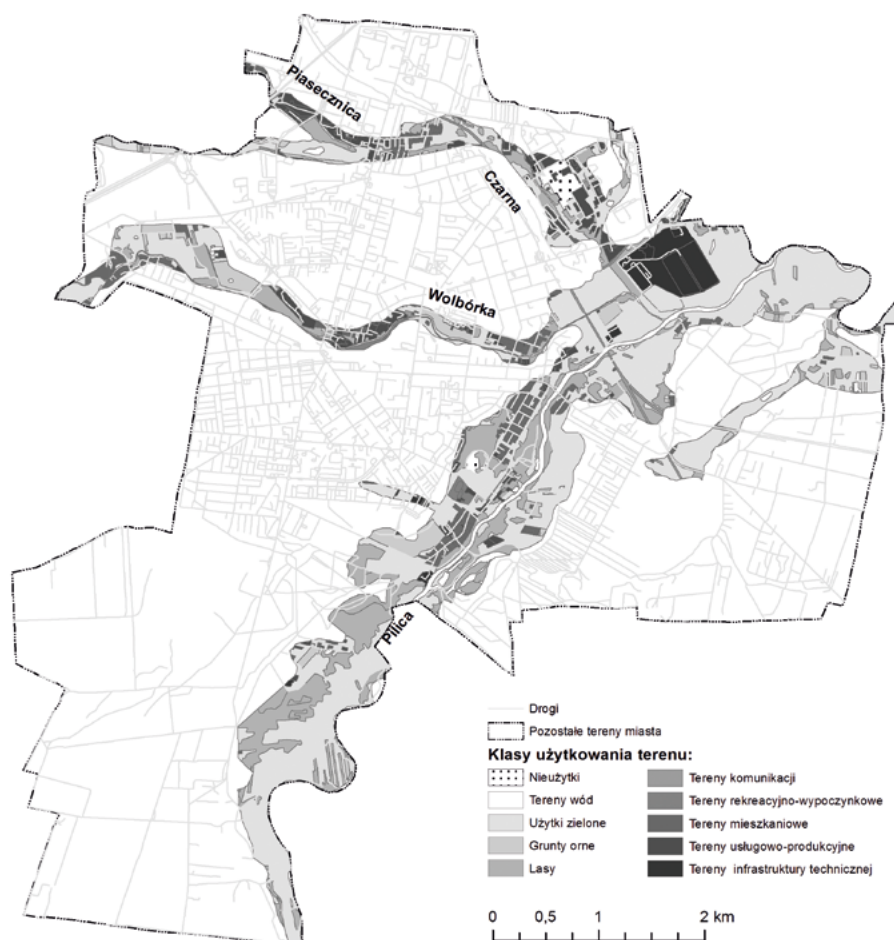 Piasecznica
Czarna
Wolbórka
Pilica
Drogi
Pozostałe tereny miasta
Klasy użytkowania terenu:
Nieużytki
Tereny wód
Użytki zielone
Grunty orne
Lasy
Tereny komunikacji
Tereny rekreacyjno-wypoczynkowe
Tereny mieszkaniowe
Tereny usługowo-produkcyjne
Tereny infrastruktury technicznej
0 0,5 1 2 km